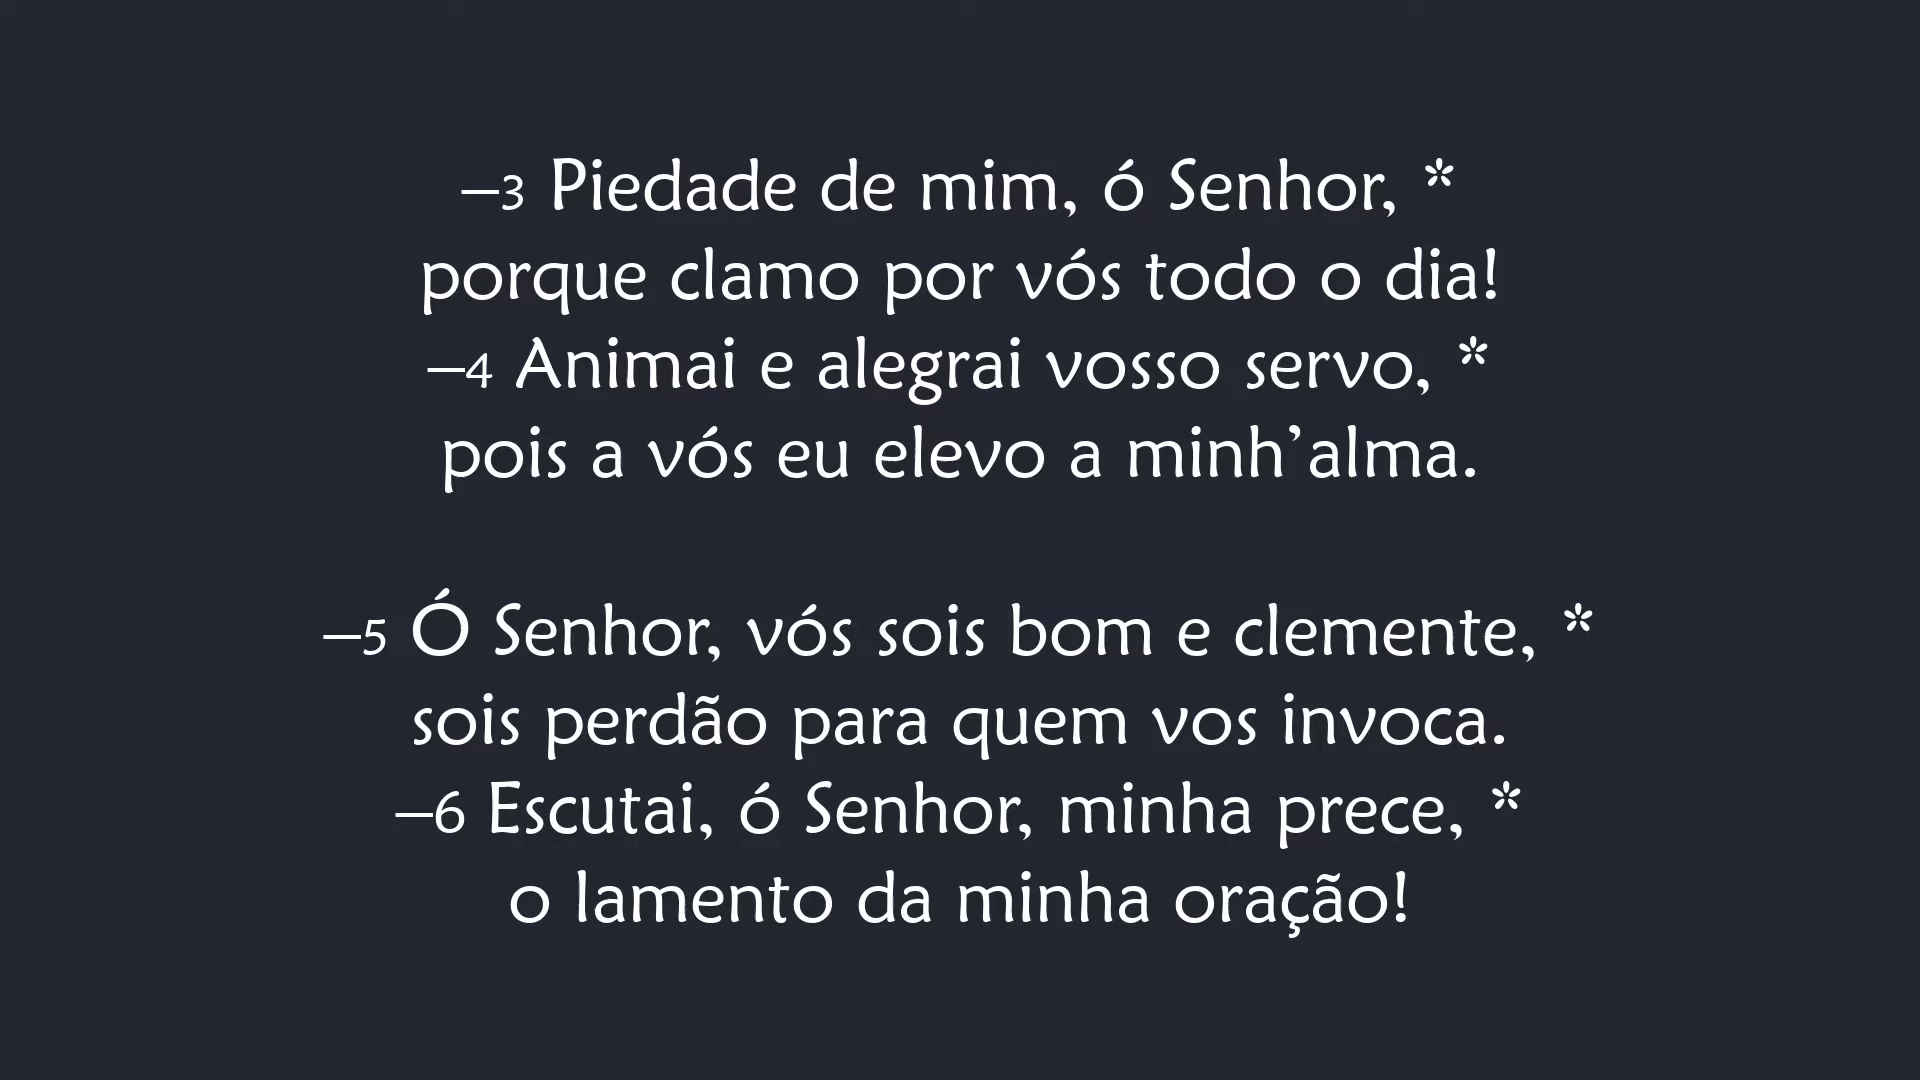 –3 Piedade de mim, ó Senhor, *
porque clamo por vós todo o dia!
–4 Animai e alegrai vosso servo, *
pois a vós eu elevo a minh’alma.
–5 Ó Senhor, vós sois bom e clemente, *
sois perdão para quem vos invoca.
–6 Escutai, ó Senhor, minha prece, *
o lamento da minha oração!